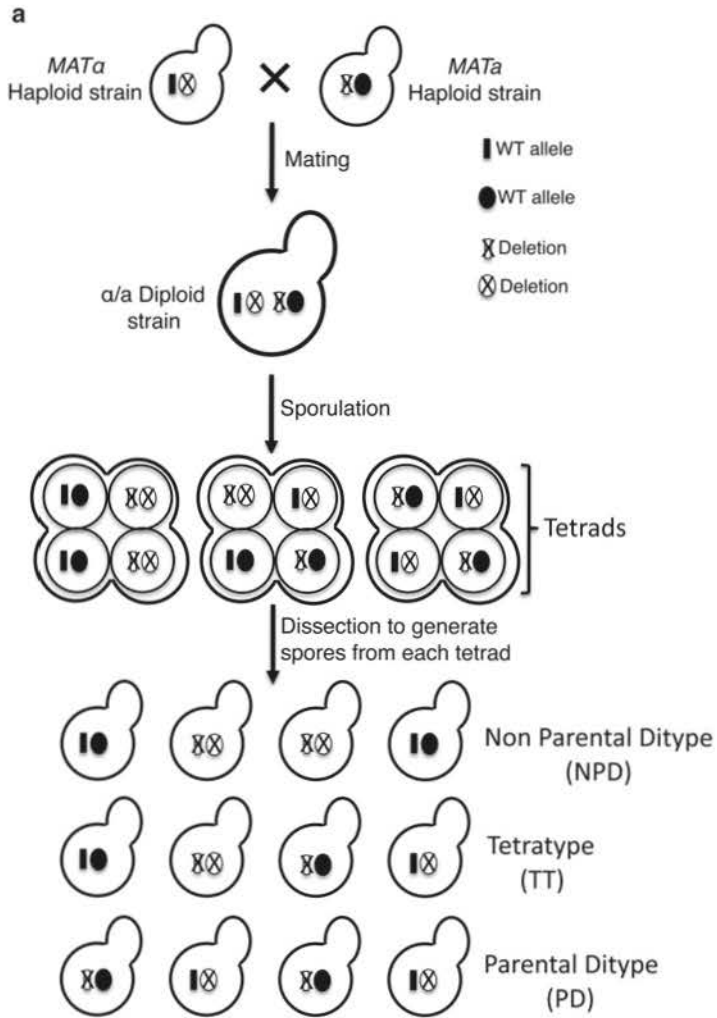 a
MATα
Haploid strain
MATa
Haploid strain
Mating
WT allele
WT allele
Deletion
Deletion
α/a Diploid
strain
Sporulation
Tetrads
Dissection to generate
spores from each tetrad
Non Parental Ditype
(NPD)
Tetratype
(TT)
Parental Ditype
(PD)